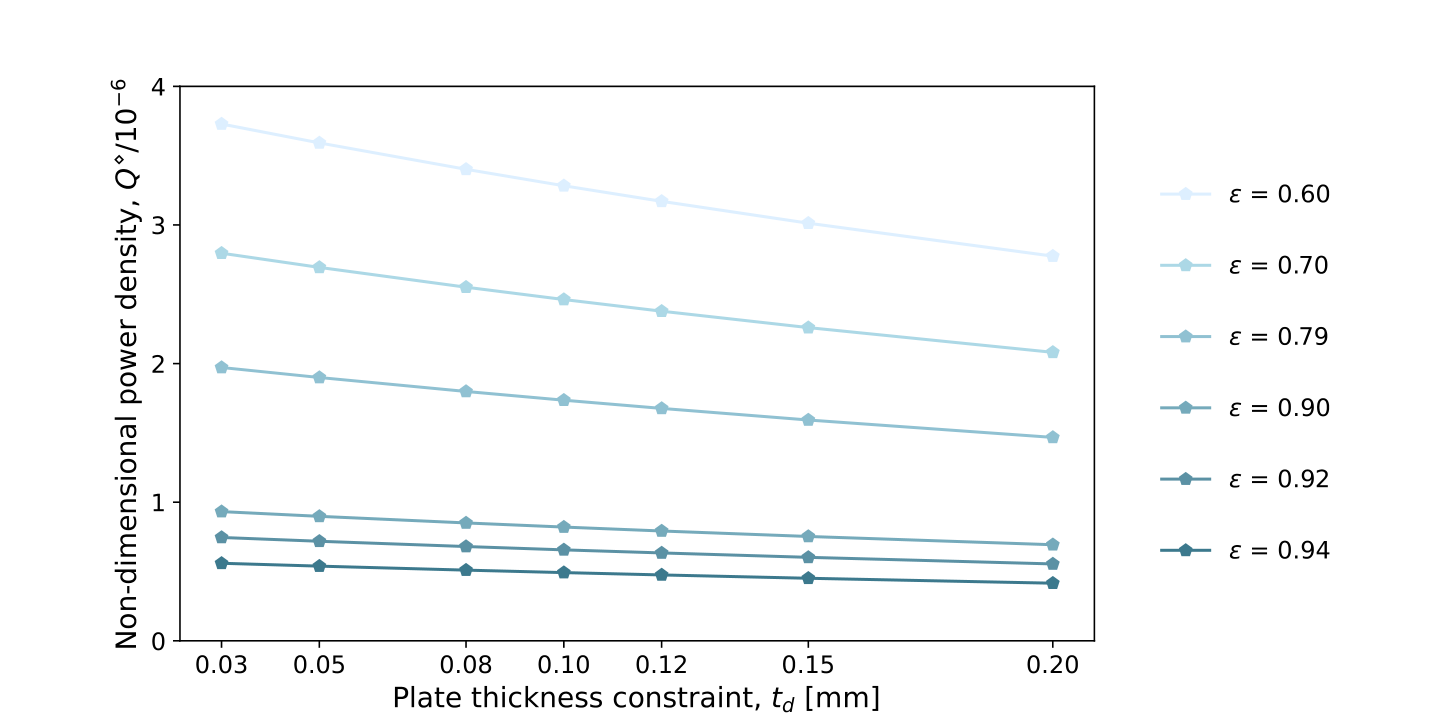 Non-dimensional power density, Q⋄/10⁻⁶
4
3
2
1
0
0.03 0.05 0.08 0.10 0.12 0.15 0.20
Plate thickness constraint, t_d [mm]
ε = 0.60
ε = 0.70
ε = 0.79
ε = 0.90
ε = 0.92
ε = 0.94